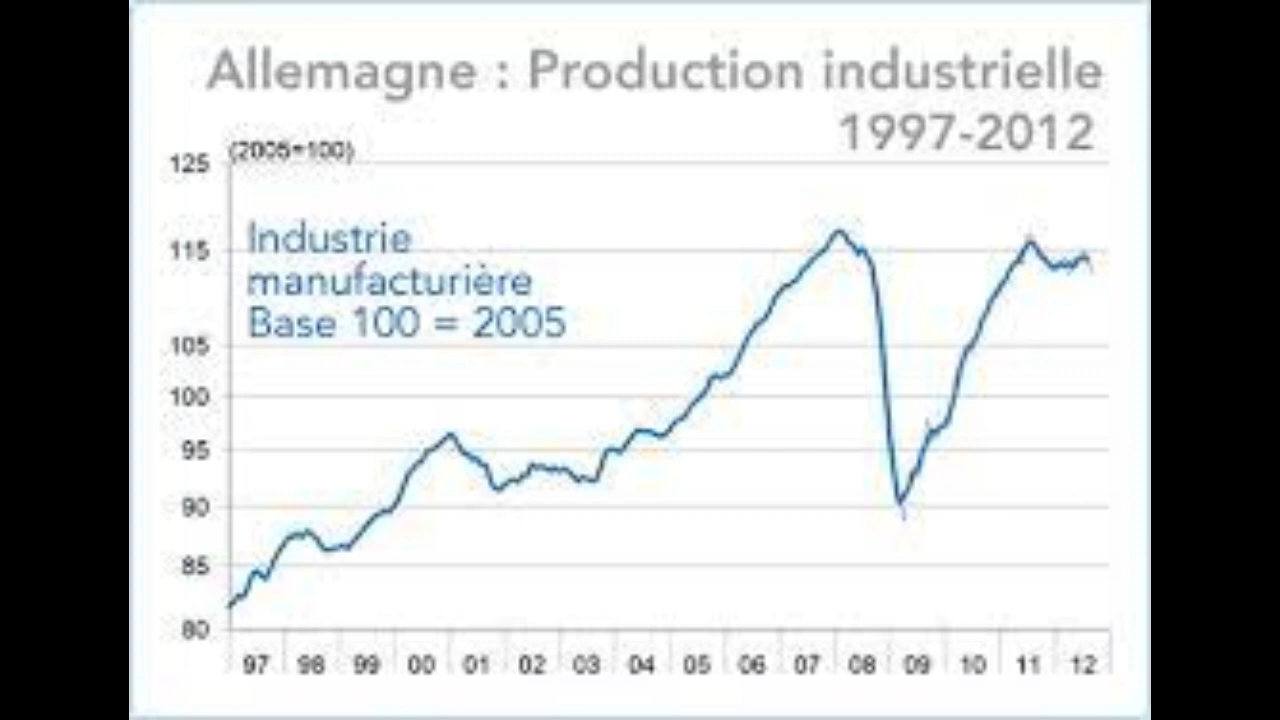 Allemagne : Production industrielle
1997-2012
(2005=100)
125
Industrie
manufacturière
Base 100 = 2005
115
105
100
95
90
85
80
97 98 99 00 01 02 03 04 05 06 07 08 09 10 11 12